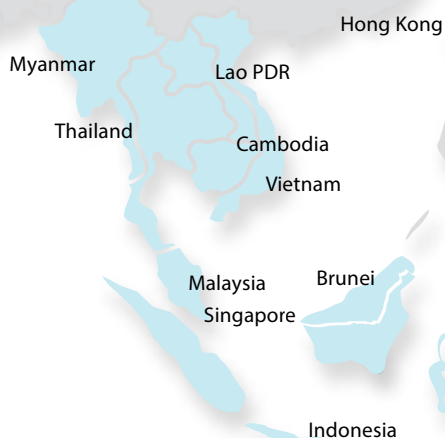 Hong Kong
Myanmar
Lao PDR
Thailand
Cambodia
Vietnam
Malaysia
Brunei
Singapore
Indonesia